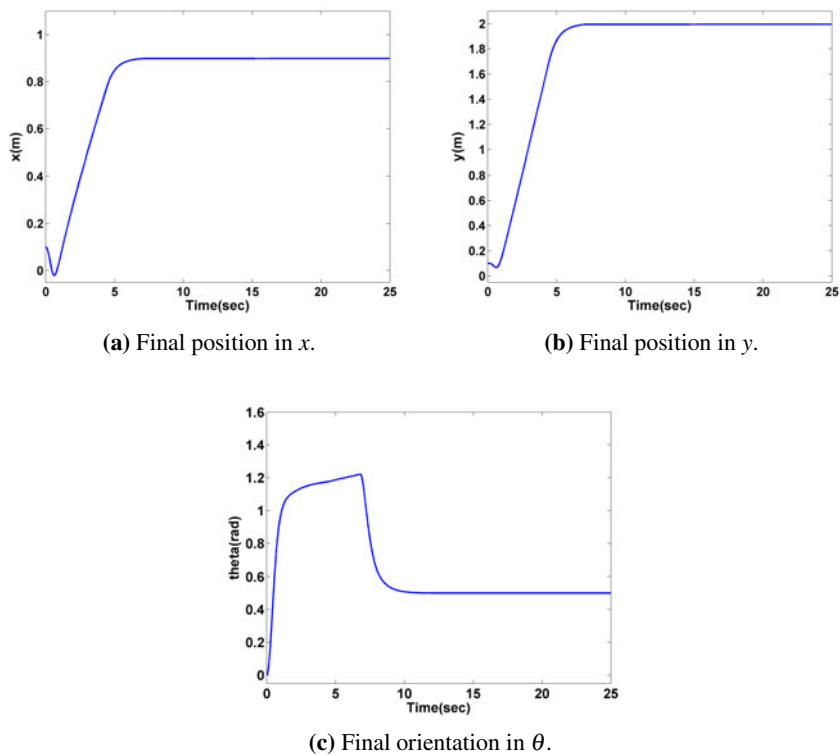 1
0.8
0.6
0.4
0.2
0
x(m)
0 5 10 15 20 25
Time(sec)
(a) Final position in x.
2
1.8
1.6
1.4
1.2
1
0.8
0.6
0.4
0.2
0
y(m)
0 5 10 15 20 25
Time(sec)
(b) Final position in y.
1.6
1.4
1.2
1
0.8
0.6
0.4
0.2
0
theta(rad)
0 5 10 15 20 25
Time(sec)
(c) Final orientation in θ.